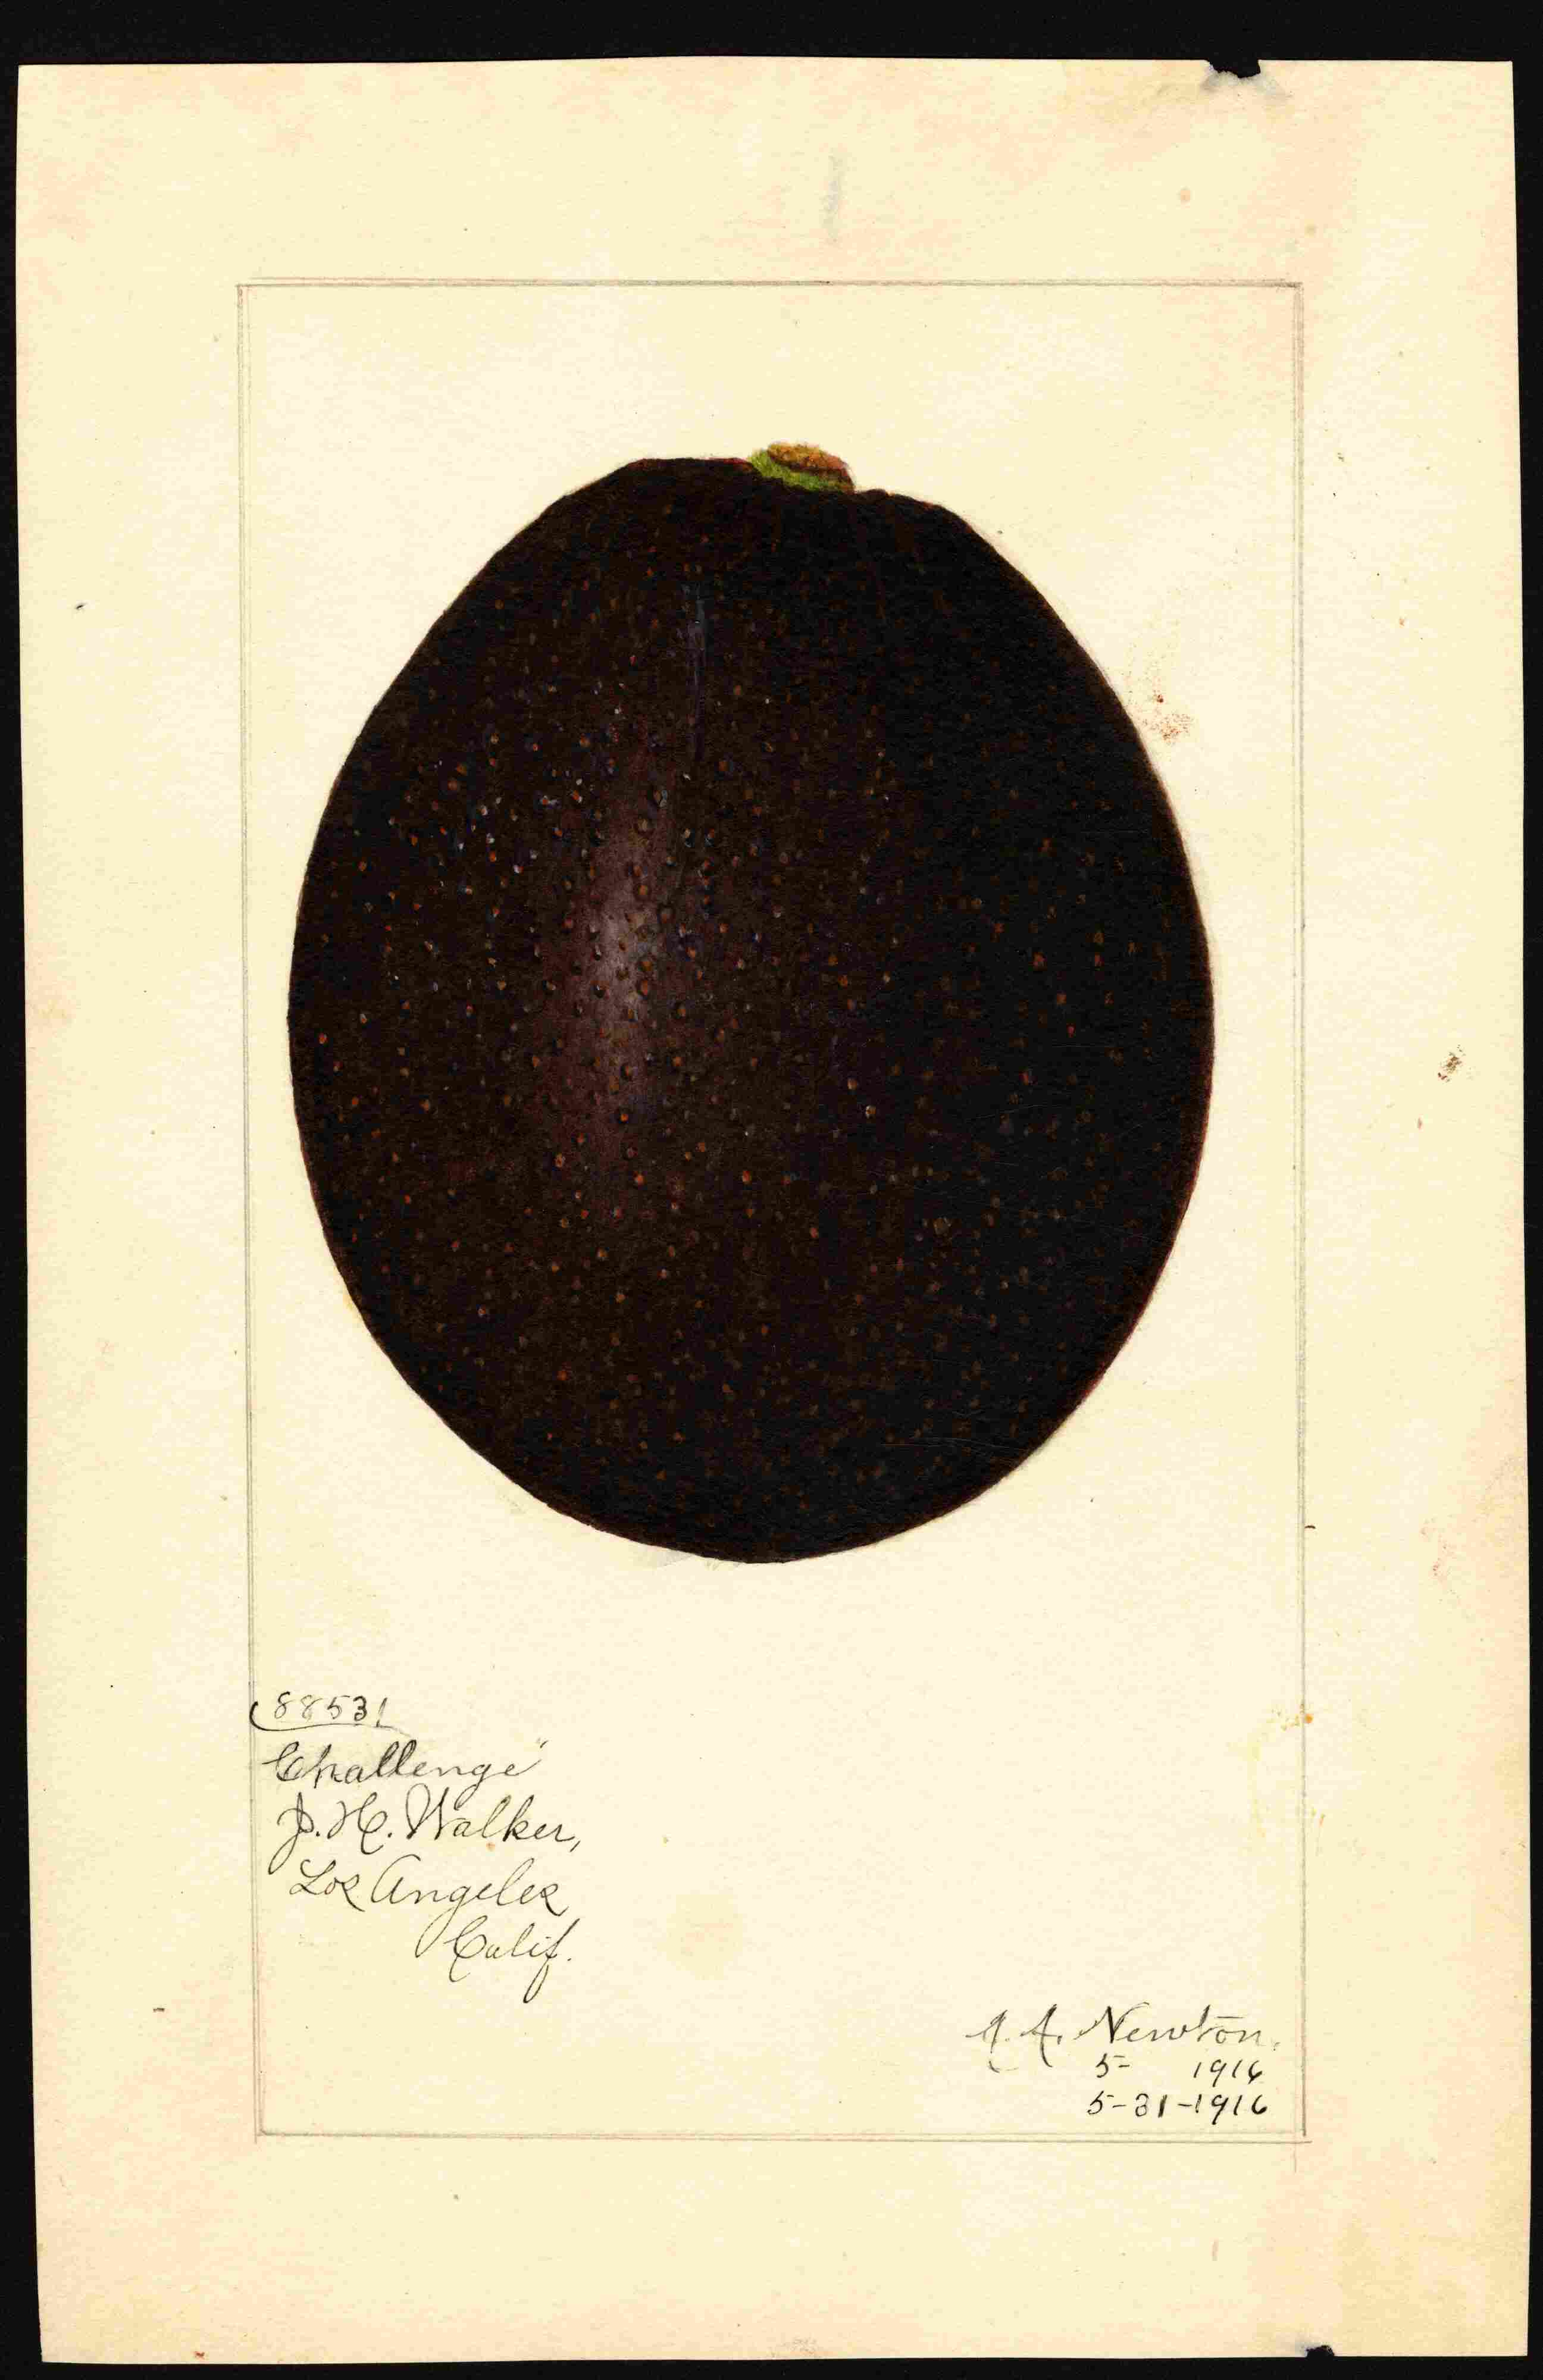 88531
Challenge
J. H. Walker,
Los Angeles
Calif.
A. A. Newton.
5- 1916
5-31-1916